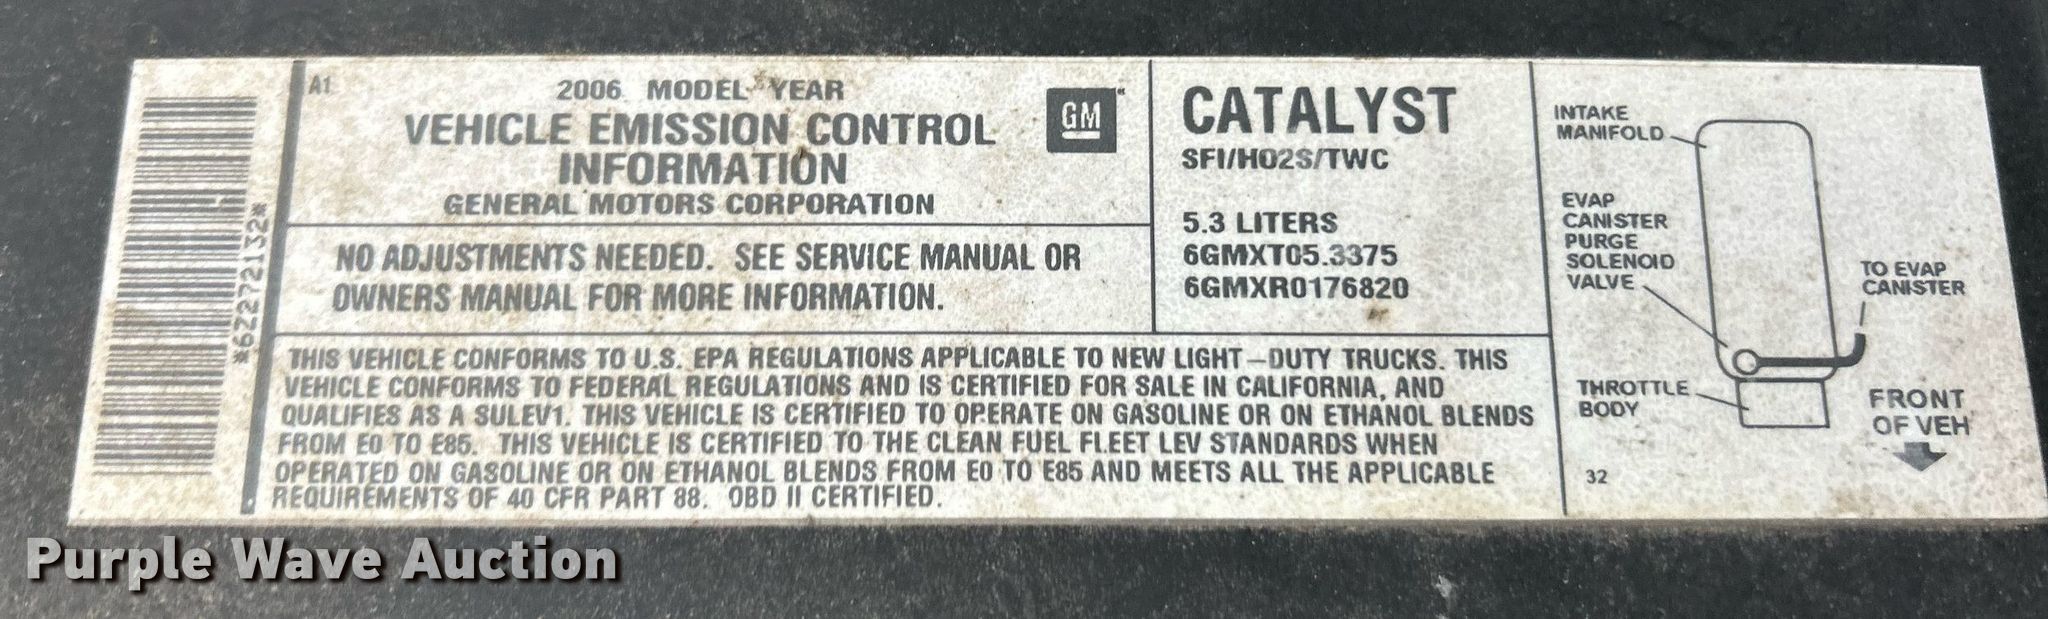 *6Z272132*
A1
2006 MODEL YEAR
VEHICLE EMISSION CONTROL
INFORMATION
GENERAL MOTORS CORPORATION
GM
NO ADJUSTMENTS NEEDED. SEE SERVICE MANUAL OR
OWNERS MANUAL FOR MORE INFORMATION.
CATALYST
SFI/HO2S/TWC
5.3 LITERS
6GMXT05.3375
6GMXR0176820
THIS VEHICLE CONFORMS TO U.S. EPA REGULATIONS APPLICABLE TO NEW LIGHT-DUTY TRUCKS. THIS
VEHICLE CONFORMS TO FEDERAL REGULATIONS AND IS CERTIFIED FOR SALE IN CALIFORNIA, AND
QUALIFIES AS A SULEV1. THIS VEHICLE IS CERTIFIED TO OPERATE ON GASOLINE OR ON ETHANOL BLENDS
FROM E0 TO E85. THIS VEHICLE IS CERTIFIED TO THE CLEAN FUEL FLEET LEV STANDARDS WHEN
OPERATED ON GASOLINE OR ON ETHANOL BLENDS FROM E0 TO E85 AND MEETS ALL THE APPLICABLE
REQUIREMENTS OF 40 CFR PART 88. OBD II CERTIFIED.
INTAKE
MANIFOLD
EVAP
CANISTER
PURGE
SOLENOID
VALVE
TO EVAP
CANISTER
THROTTLE
BODY
FRONT
OF VEH
32
Purple Wave Auction